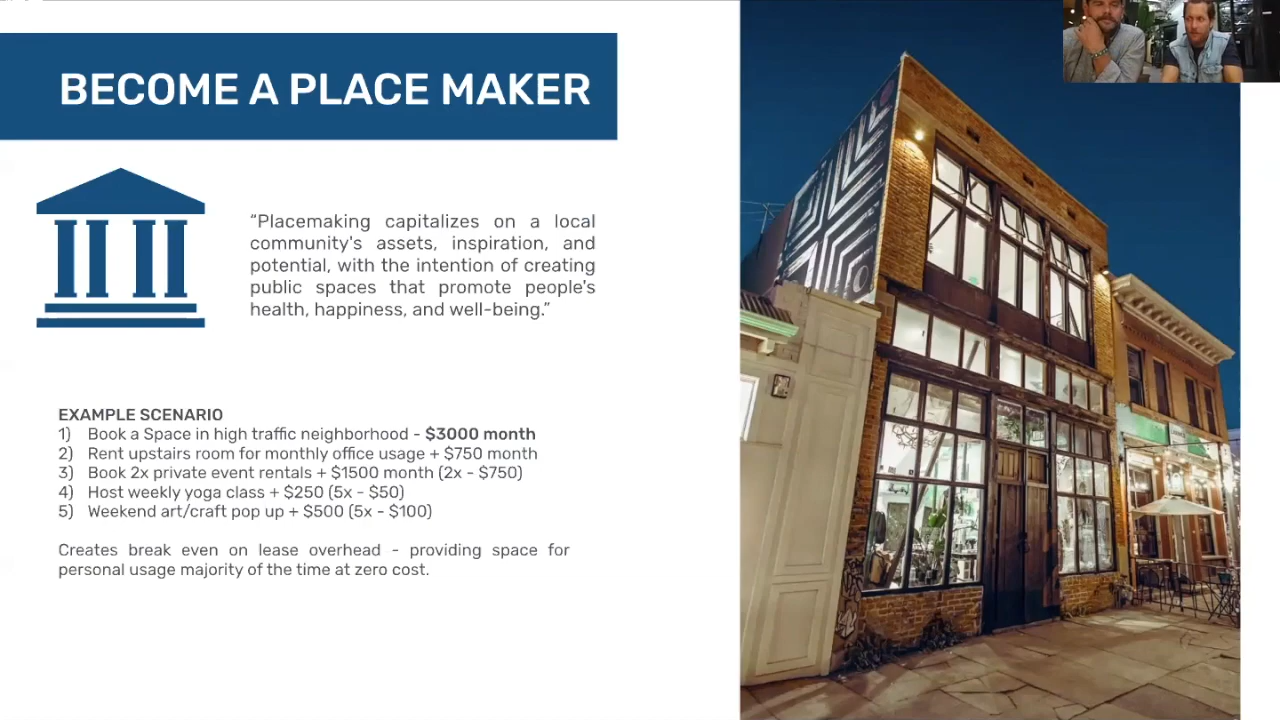 BECOME A PLACE MAKER
“Placemaking capitalizes on a local
community's assets, inspiration, and
potential, with the intention of creating
public spaces that promote people's
health, happiness, and well-being.”
EXAMPLE SCENARIO
1) Book a Space in high traffic neighborhood - $3000 month
2) Rent upstairs room for monthly office usage + $750 month
3) Book 2x private event rentals + $1500 month (2x - $750)
4) Host weekly yoga class + $250 (5x - $50)
5) Weekend art/craft pop up + $500 (5x - $100)
Creates break even on lease overhead - providing space for
personal usage majority of the time at zero cost.